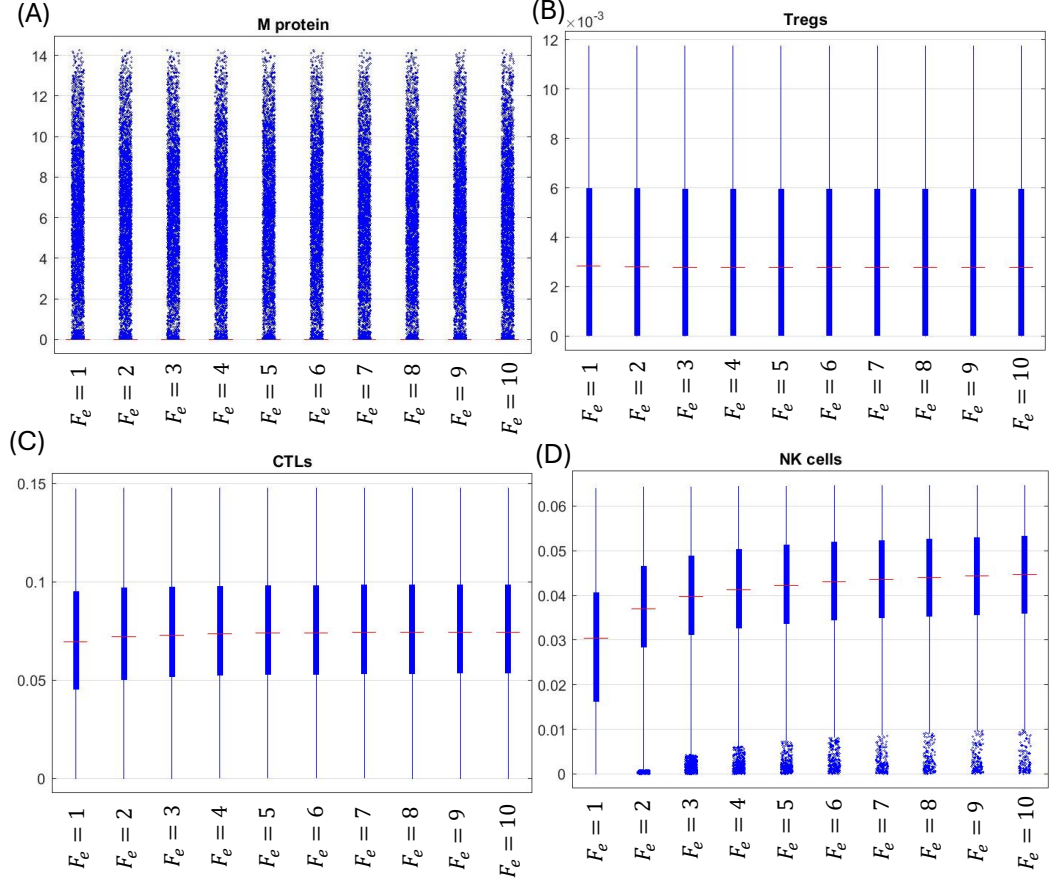 (A)
M protein
14
12
10
8
6
4
2
0
F_e = 1
F_e = 2
F_e = 3
F_e = 4
F_e = 5
F_e = 6
F_e = 7
F_e = 8
F_e = 9
F_e = 10
(B)
×10⁻³
Tregs
12
10
8
6
4
2
0
F_e = 1
F_e = 2
F_e = 3
F_e = 4
F_e = 5
F_e = 6
F_e = 7
F_e = 8
F_e = 9
F_e = 10
(C)
CTLs
0.15
0.1
0.05
0
F_e = 1
F_e = 2
F_e = 3
F_e = 4
F_e = 5
F_e = 6
F_e = 7
F_e = 8
F_e = 9
F_e = 10
(D)
NK cells
0.06
0.05
0.04
0.03
0.02
0.01
0
F_e = 1
F_e = 2
F_e = 3
F_e = 4
F_e = 5
F_e = 6
F_e = 7
F_e = 8
F_e = 9
F_e = 10